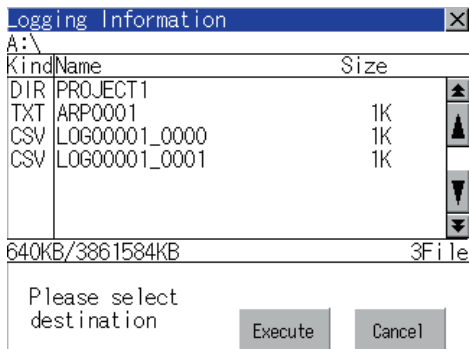 Logging Information
A:\
Kind Name Size
DIR PROJECT1
TXT ARP0001 1K
CSV LOG00001_0000 1K
CSV LOG00001_0001 1K
640KB/3861584KB 3File
Please select
destination
Execute Cancel